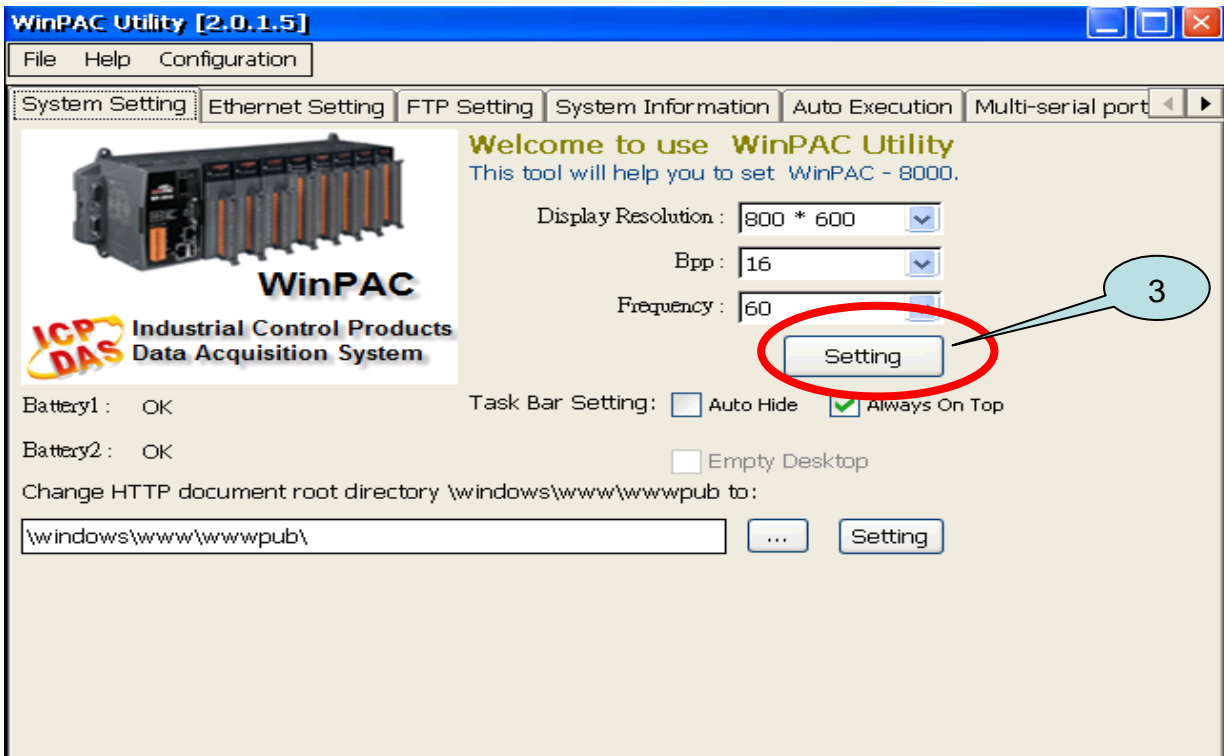 WinPAC Utility [2.0.1.5]
File Help Configuration
System Setting Ethernet Setting FTP Setting System Information Auto Execution Multi-serial port
Welcome to use WinPAC Utility
This tool will help you to set WinPAC - 8000.
Display Resolution : 800 * 600
Bpp : 16
Frequency : 60
3
Setting
WinPAC
ICP DAS
Industrial Control Products
Data Acquisition System
Battery1 : OK
Task Bar Setting: Auto Hide Always On Top
Battery2 : OK
Empty Desktop
Change HTTP document root directory \windows\www\wwwpub to:
\windows\www\wwwpub\ ... Setting